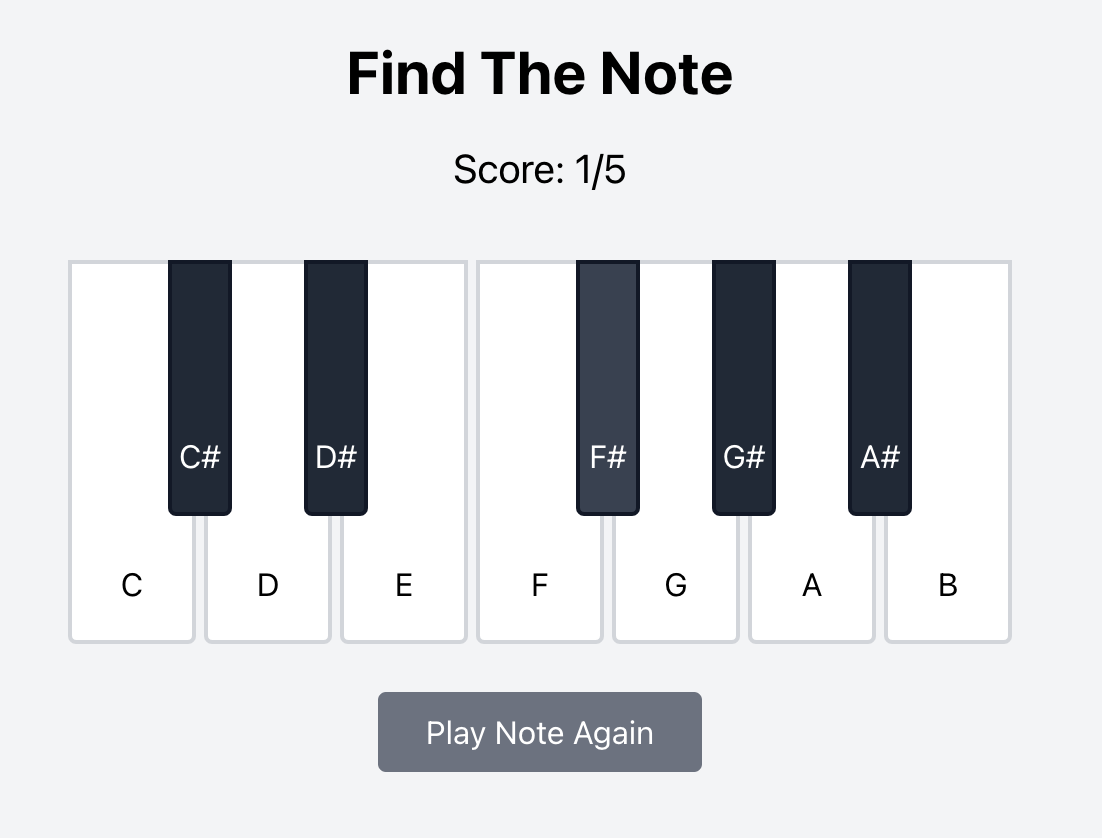 Find The Note
Score: 1/5
C# D# F# G# A#
C D E F G A B
Play Note Again